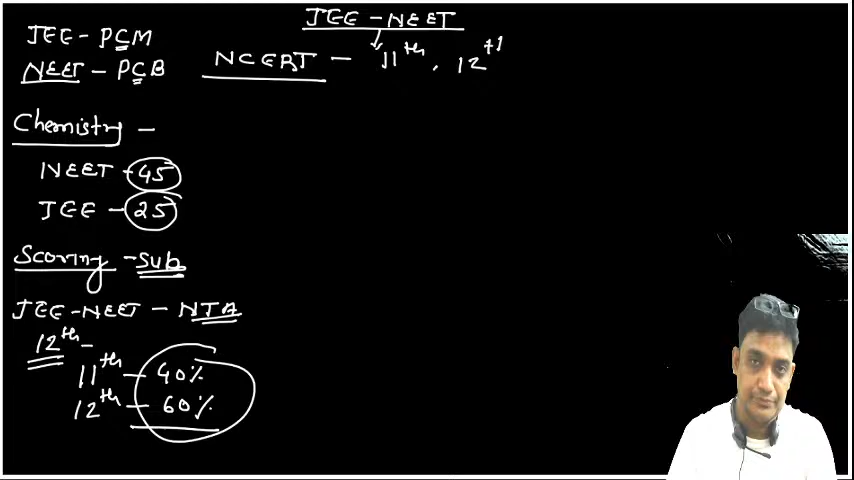 JEE - NEET
JEE - PCM
NEET - PCB
NCERT - 11th, 12th
Chemistry -
NEET - 45
JEE - 25
Scoring - Sub
JEE - NEET - NTA
12th -
11th - 40%
12th - 60%